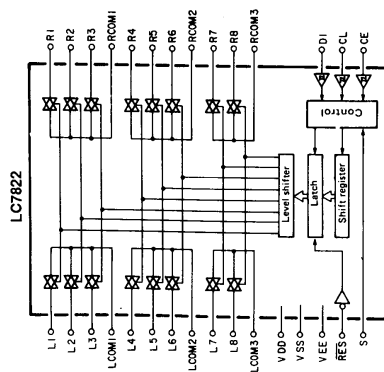 LC7822
L1
L2
L3
LCOM1
L4
L5
L6
LCOM2
L7
L8
LCOM3
VDD
VSS
VEE
RES
S
R1
R2
R3
RCOM1
R4
R5
R6
RCOM2
R7
R8
RCOM3
DI
CL
CE
Level shifter
Latch
Shift register
Control